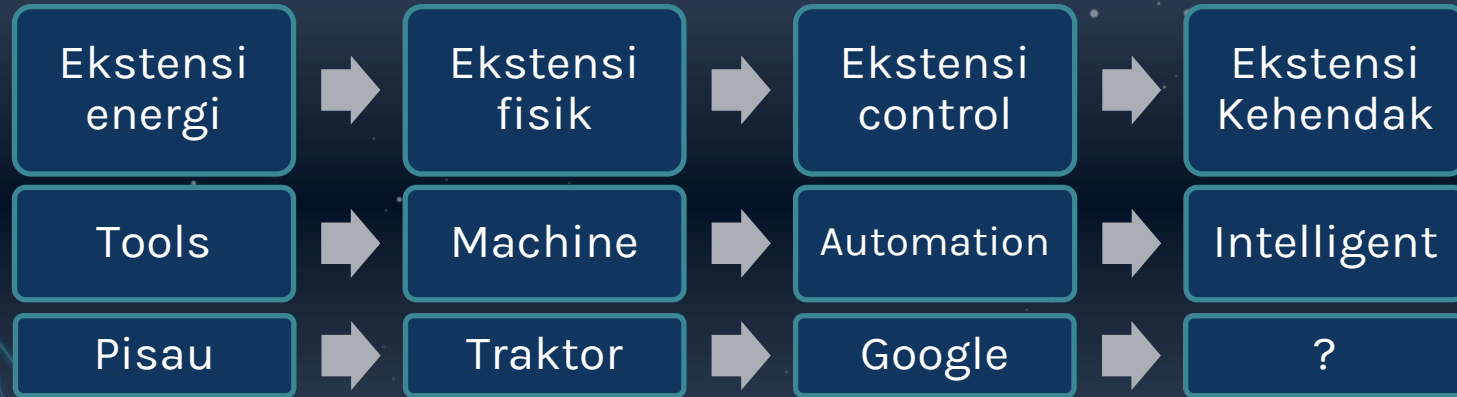 Ekstensi
energi
Ekstensi
fisik
Ekstensi
control
Ekstensi
Kehendak
Tools
Machine
Automation
Intelligent
Pisau
Traktor
Google
?